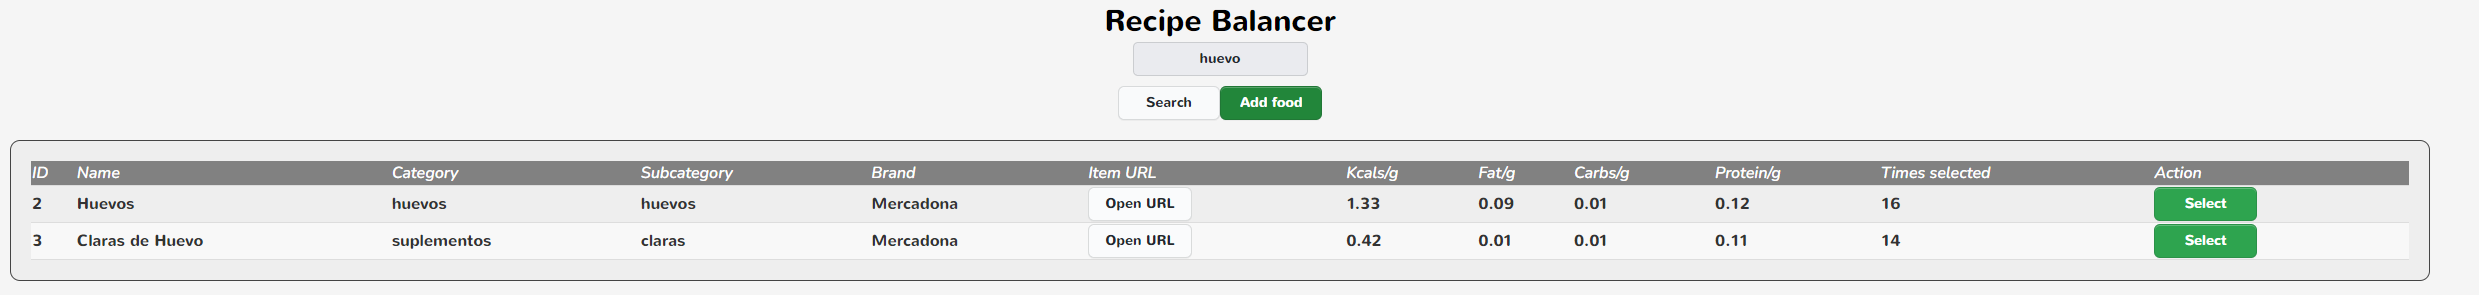 Recipe Balancer
huevo
Search Add food
ID Name Category Subcategory Brand Item URL Kcals/g Fat/g Carbs/g Protein/g Times selected Action
2 Huevos huevos huevos Mercadona Open URL 1.33 0.09 0.01 0.12 16 Select
3 Claras de Huevo suplementos claras Mercadona Open URL 0.42 0.01 0.01 0.11 14 Select